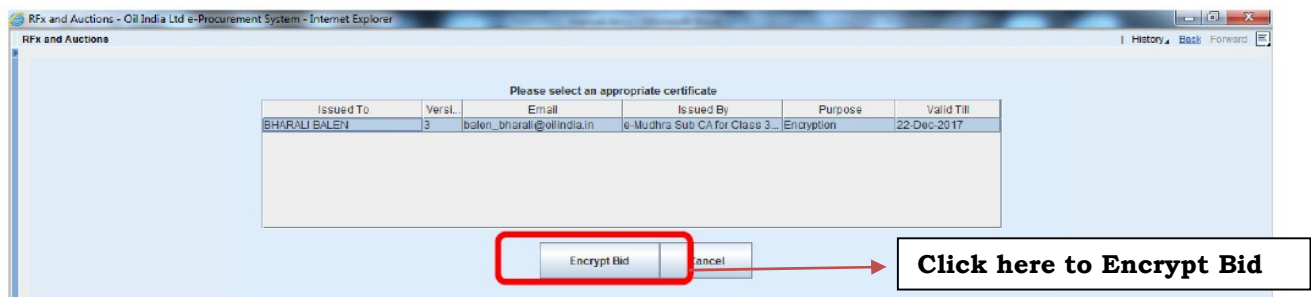 RFx and Auctions - Oil India Ltd e-Procurement System - Internet Explorer
RFx and Auctions
| History Back Forward
Please select an appropriate certificate
Issued To Versi... Email Issued By Purpose Valid Till
BHARALI BALEN 3 balen_bharali@oilindia.in e-Mudhra Sub CA for Class 3... Encryption 22-Dec-2017
Encrypt Bid Cancel
Click here to Encrypt Bid